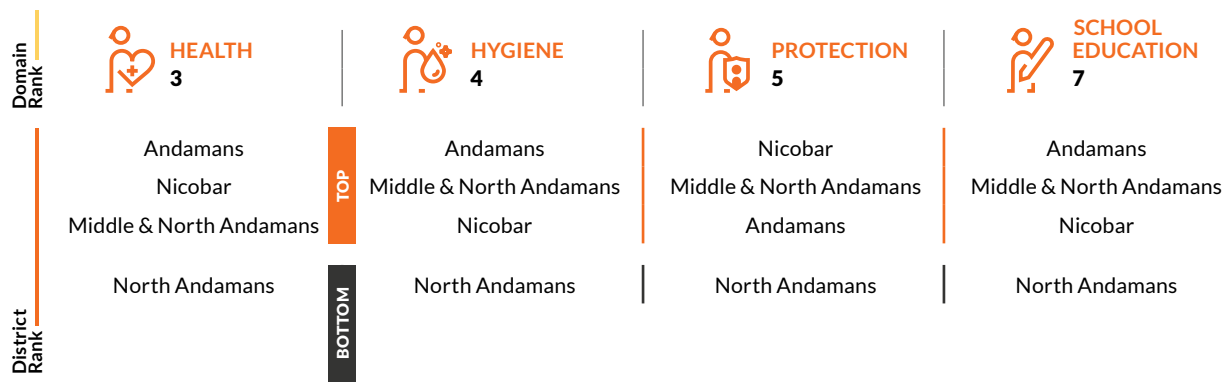 Domain
Rank
HEALTH
3
HYGIENE
4
PROTECTION
5
SCHOOL
EDUCATION
7
District
Rank
TOP
Andamans
Nicobar
Middle & North Andamans
Andamans
Middle & North Andamans
Nicobar
Nicobar
Middle & North Andamans
Andamans
Andamans
Middle & North Andamans
Nicobar
BOTTOM
North Andamans
North Andamans
North Andamans
North Andamans